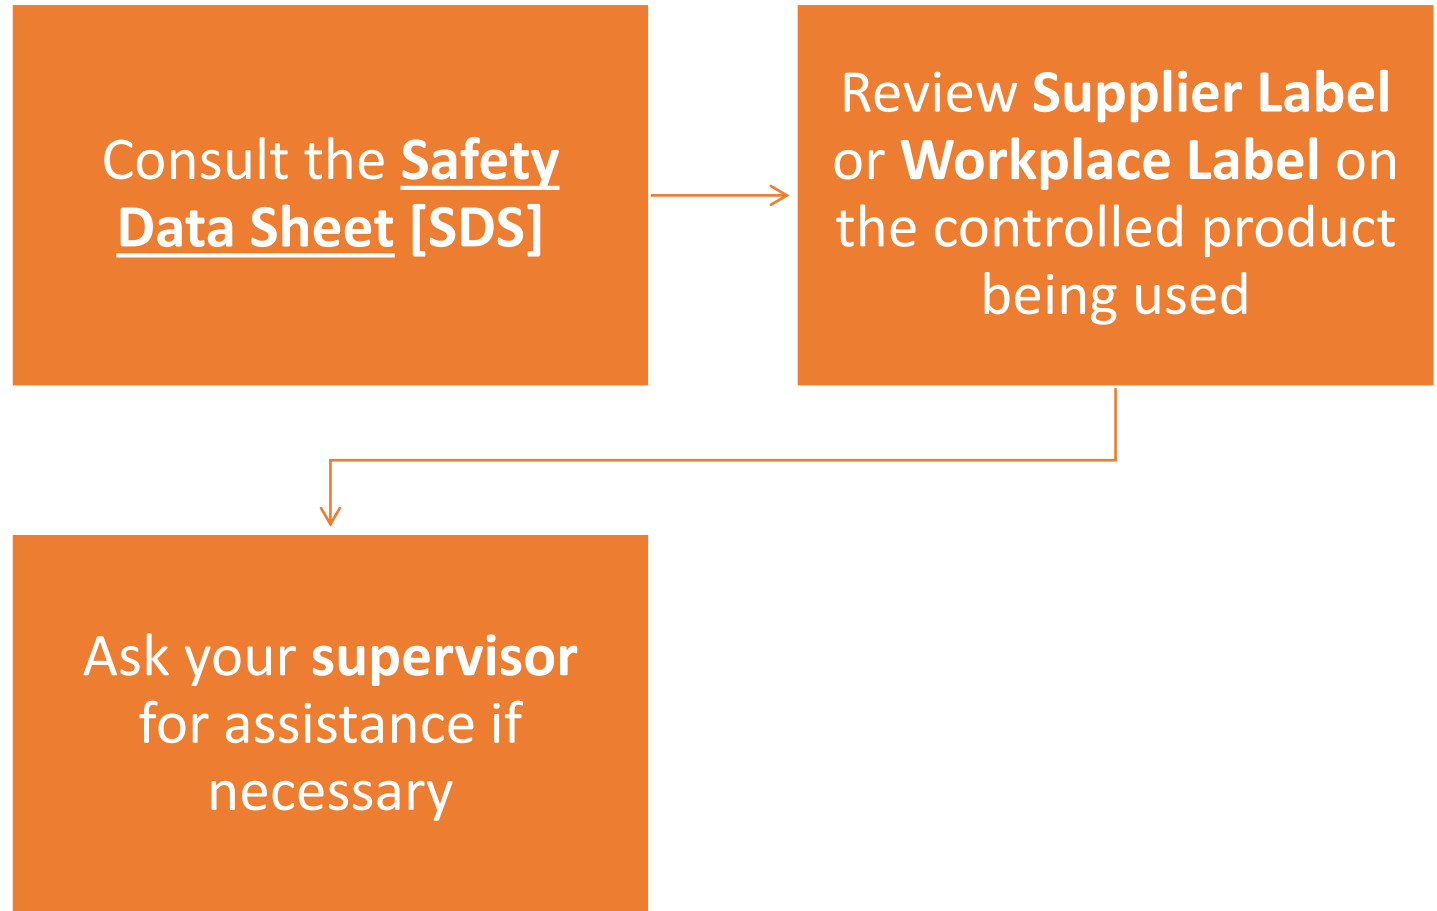 Consult the Safety
Data Sheet [SDS]
Review Supplier Label
or Workplace Label on
the controlled product
being used
Ask your supervisor
for assistance if
necessary